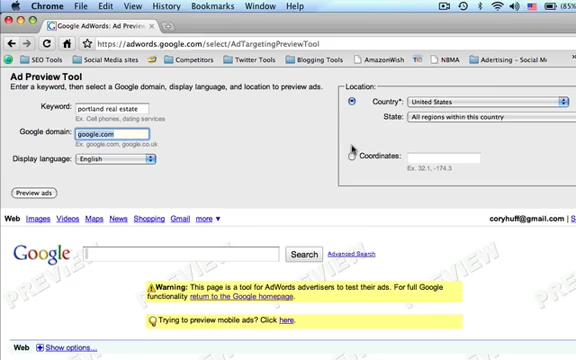 Chrome File Edit View History Bookmarks Window Help
Google AdWords: Ad Previe
https://adwords.google.com/select/AdTargetingPreviewTool
SEO Tools Social Media sites Competitors Twitter Tools Blogging Tools AmazonWish NBMA Adertising – Social M
Ad Preview Tool
Enter a keyword, then select a Google domain, display language, and location to preview ads.
Keyword: portland real estate
Ex. Cell phones, dating services
Google domain: google.com
Ex. google.com, google.co.uk
Display language: English
Preview ads
Location:
Country*: United States
State: All regions within this country
Coordinates:
Ex. 32.1, -174.3
Web Images Videos Maps News Shopping Gmail more ▼ coryhuff@gmail.com
Google Search Advanced Search
Warning: This page is a tool for AdWords advertisers to test their ads. For full Google
functionality return to the Google homepage.
Trying to preview mobile ads? Click here.
PREVIEW
PREVIEW
PREVIEW
Web Show options...